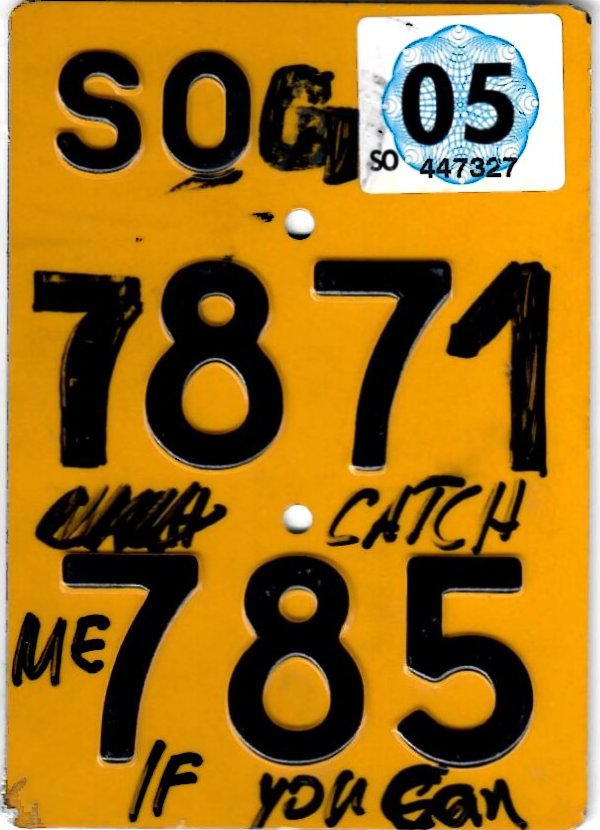 SOG
05
SO 447327
7871
CATCH
785
ME
IF you Can